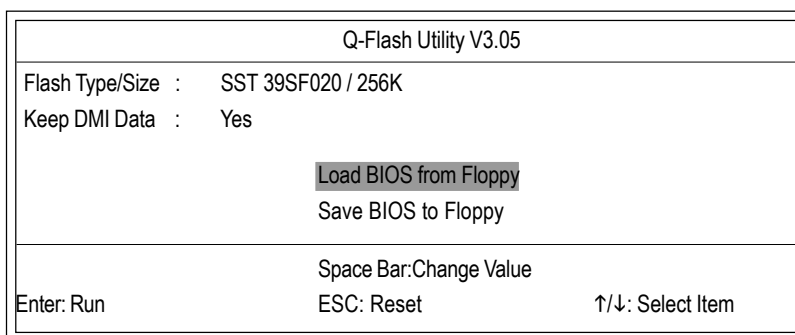 Q-Flash Utility V3.05
Flash Type/Size : SST 39SF020 / 256K
Keep DMI Data : Yes
Load BIOS from Floppy
Save BIOS to Floppy
Space Bar:Change Value
Enter: Run ESC: Reset ↑/↓: Select Item